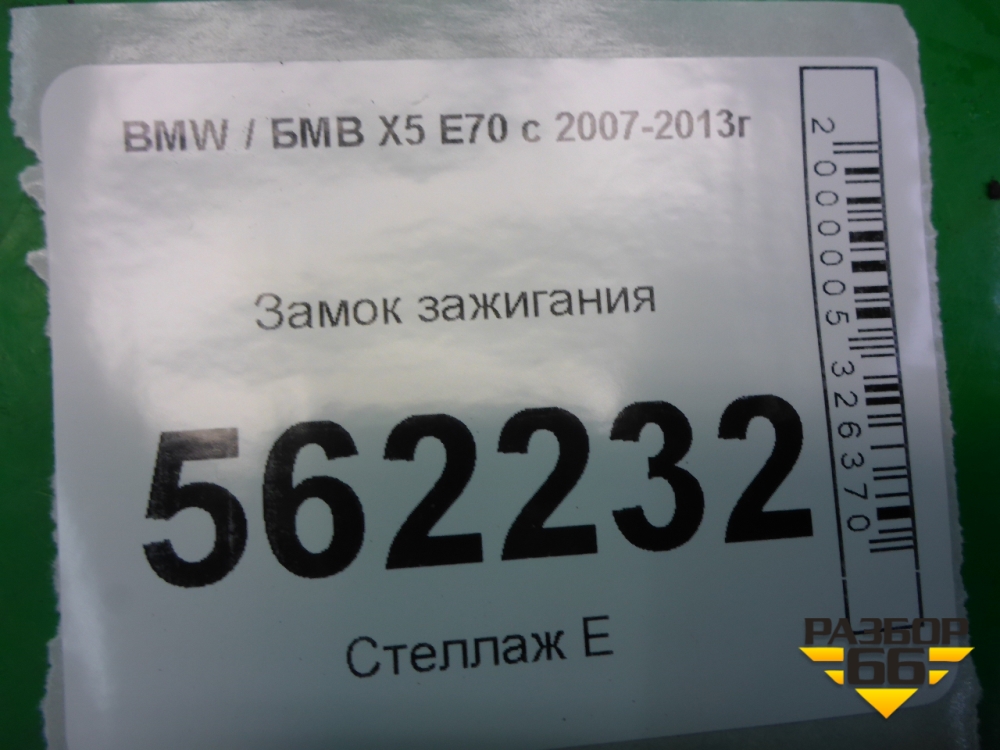 BMW / БМВ X5 E70 с 2007-2013г
Замок зажигания
562232
Стеллаж Е
2000005326370
РАЗБОР
66